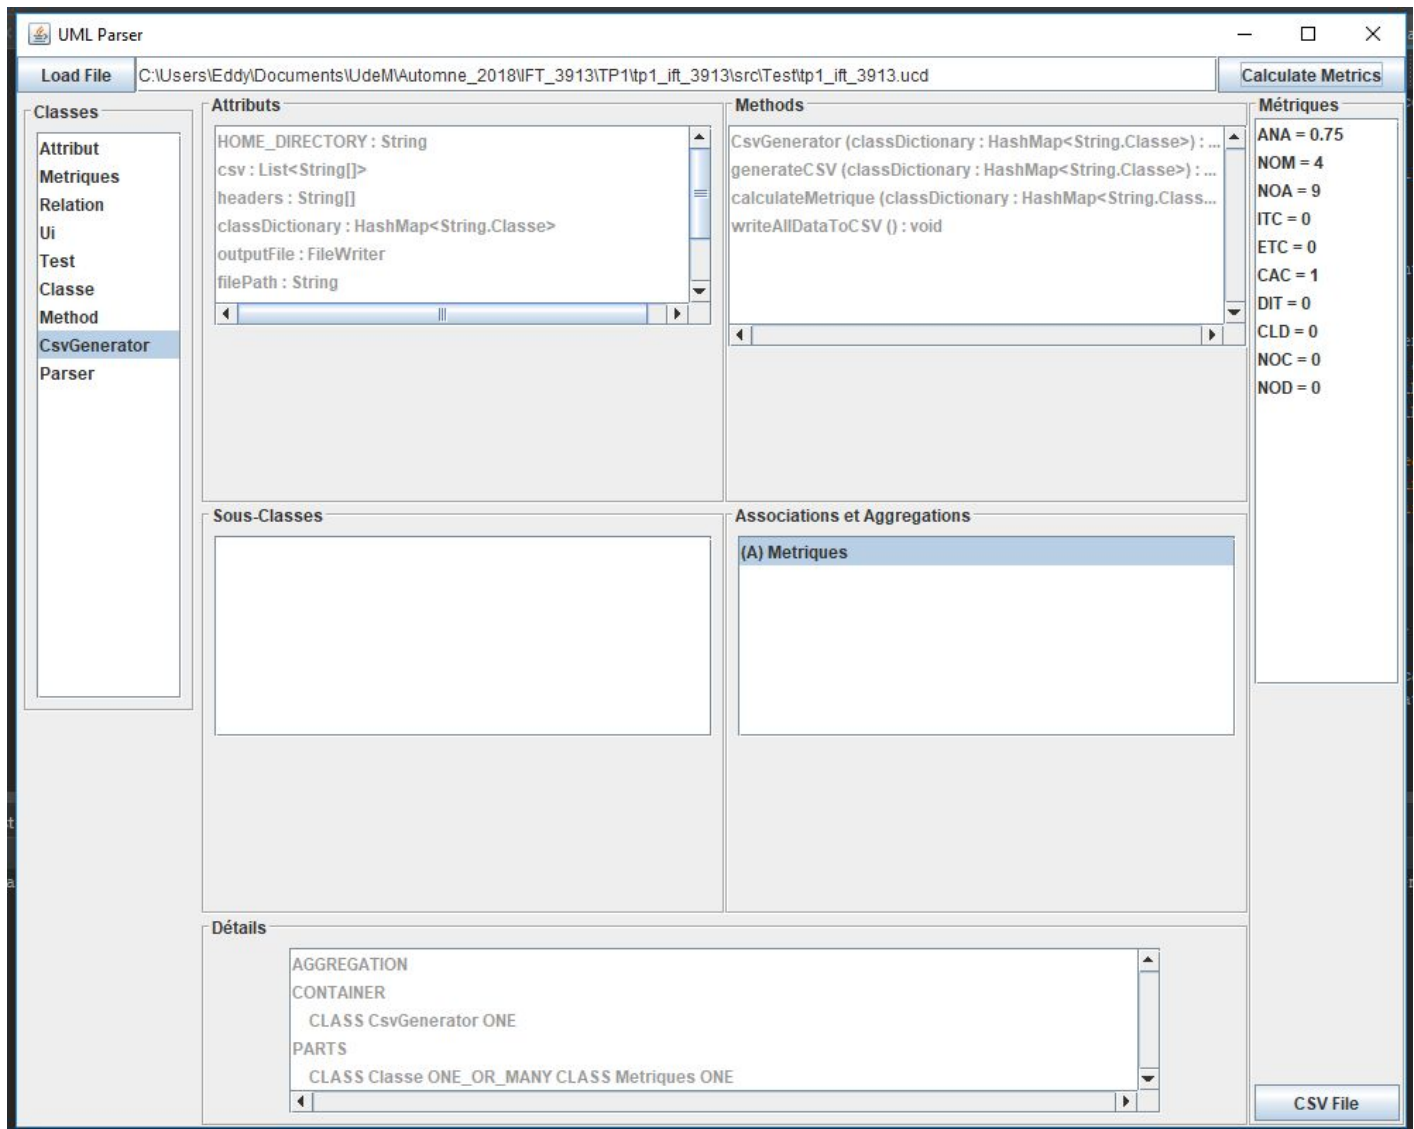 UML Parser
Load File
C:\Users\Eddy\Documents\UdeM\Automne_2018\IFT_3913\TP1\tp1_ift_3913\src\Test\tp1_ift_3913.ucd
Calculate Metrics
Classes
Attribut
Metriques
Relation
Ui
Test
Classe
Method
CsvGenerator
Parser
Attributs
HOME_DIRECTORY : String
csv : List<String[]>
headers : String[]
classDictionary : HashMap<String.Classe>
outputFile : FileWriter
filePath : String
Methods
CsvGenerator (classDictionary : HashMap<String.Classe>) : ...
generateCSV (classDictionary : HashMap<String.Classe>) : ...
calculateMetrique (classDictionary : HashMap<String.Class...
writeAllDataToCSV () : void
Métriques
ANA = 0.75
NOM = 4
NOA = 9
ITC = 0
ETC = 0
CAC = 1
DIT = 0
CLD = 0
NOC = 0
NOD = 0
Sous-Classes
Associations et Aggregations
(A) Metriques
Détails
AGGREGATION
CONTAINER
CLASS CsvGenerator ONE
PARTS
CLASS Classe ONE_OR_MANY CLASS Metriques ONE
CSV File